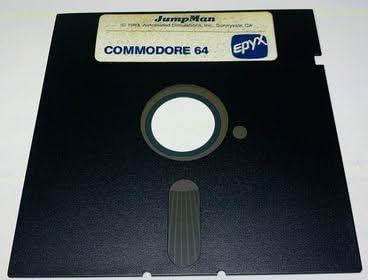 JumpMan
© 1983, Automated Simulations, Inc., Sunnyvale, CA
COMMODORE 64
EPYX